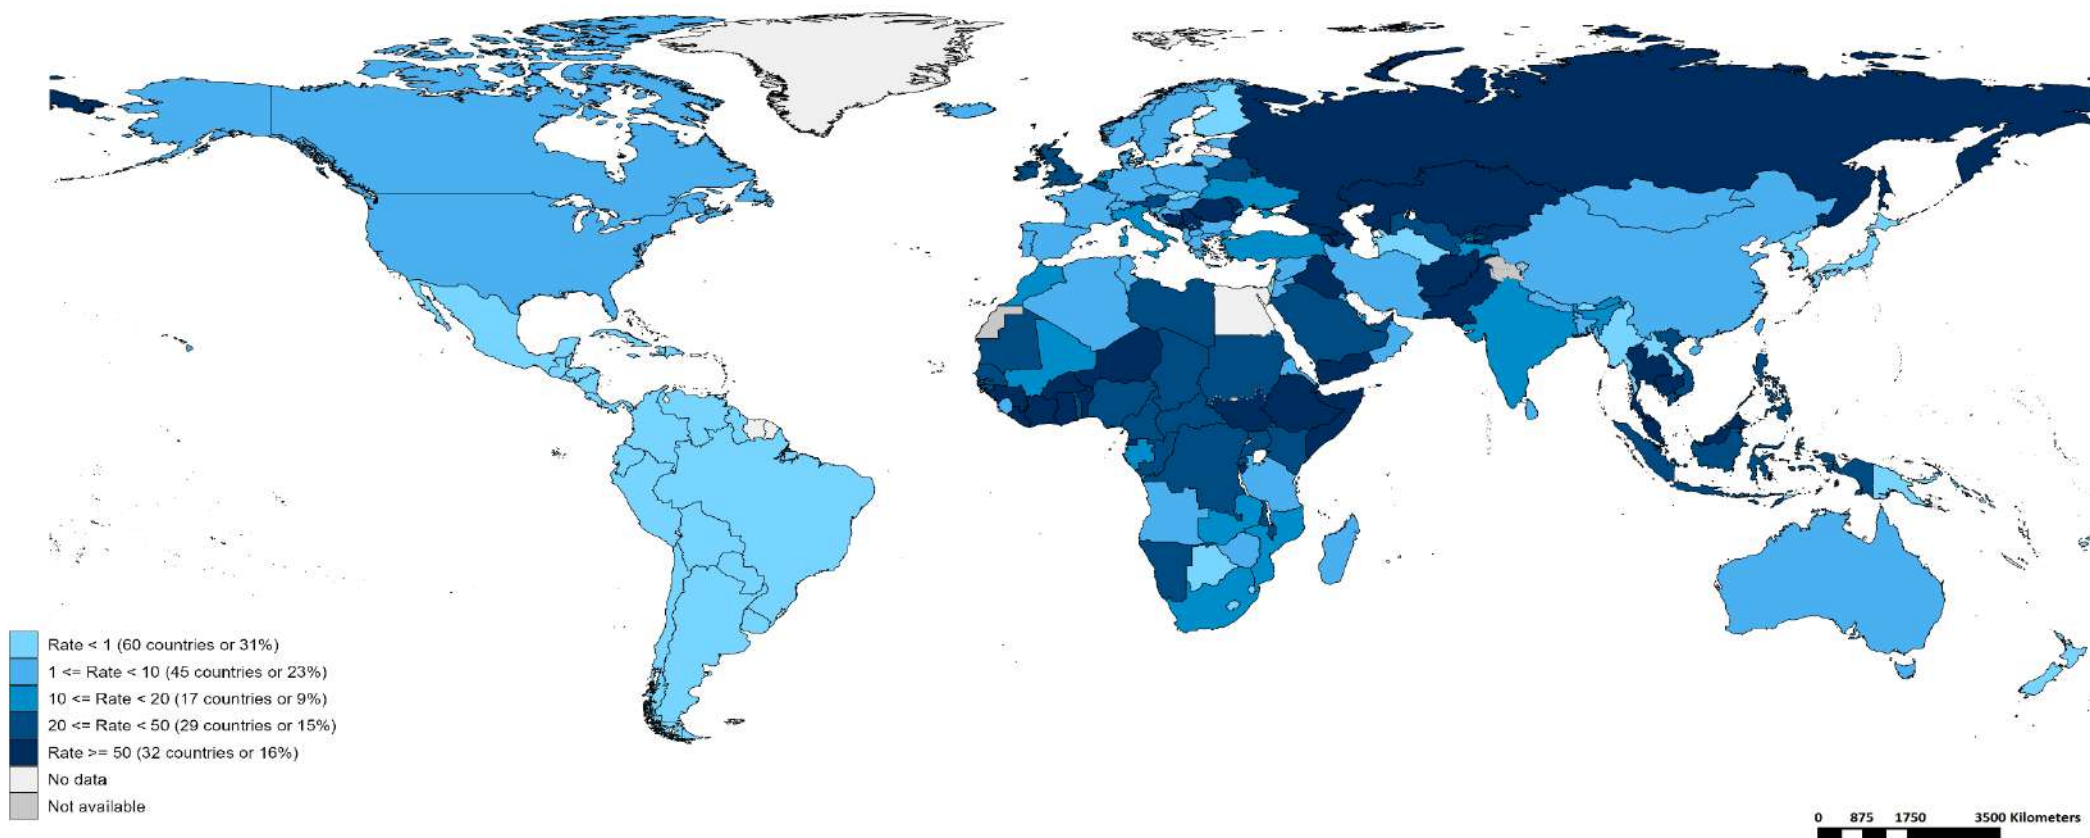 Rate < 1 (60 countries or 31%)
1 <= Rate < 10 (45 countries or 23%)
10 <= Rate < 20 (17 countries or 9%)
20 <= Rate < 50 (29 countries or 15%)
Rate >= 50 (32 countries or 16%)
No data
Not available
0 875 1750 3500 Kilometers